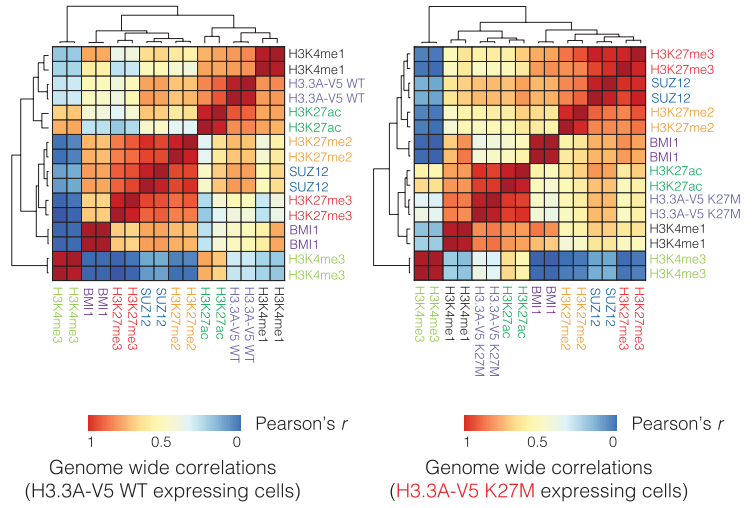 H3K4me1
H3K4me1
H3.3A-V5 WT
H3.3A-V5 WT
H3K27ac
H3K27ac
H3K27me2
H3K27me2
SUZ12
SUZ12
H3K27me3
H3K27me3
BMI1
BMI1
H3K4me3
H3K4me3
H3K4me3
H3K4me3
BMI1
BMI1
H3K27me3
H3K27me3
SUZ12
SUZ12
H3K27me2
H3K27me2
H3K27ac
H3K27ac
H3.3A-V5 WT
H3.3A-V5 WT
H3K4me1
H3K4me1
1
0.5
0
Pearson's r
Genome wide correlations
(H3.3A-V5 WT expressing cells)
H3K27me3
H3K27me3
SUZ12
SUZ12
H3K27me2
H3K27me2
BMI1
BMI1
H3K27ac
H3K27ac
H3.3A-V5 K27M
H3.3A-V5 K27M
H3K4me1
H3K4me1
H3K4me3
H3K4me3
H3K4me3
H3K4me3
H3K4me1
H3K4me1
H3.3A-V5 K27M
H3.3A-V5 K27M
H3K27ac
H3K27ac
BMI1
BMI1
H3K27me2
H3K27me2
SUZ12
SUZ12
H3K27me3
H3K27me3
1
0.5
0
Pearson's r
Genome wide correlations
(H3.3A-V5 K27M expressing cells)